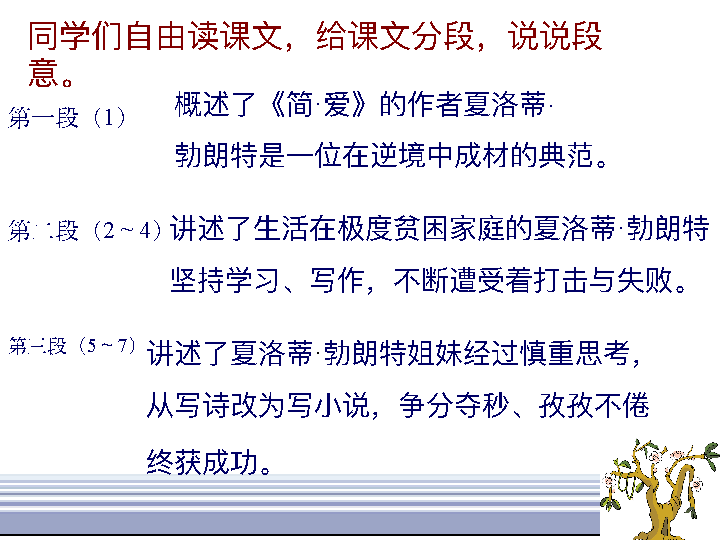 同学们自由读课文，给课文分段，说说段
意。
第一段（1）
概述了《简·爱》的作者夏洛蒂·
勃朗特是一位在逆境中成材的典范。
第二段（2～4）
讲述了生活在极度贫困家庭的夏洛蒂·勃朗特
坚持学习、写作，不断遭受着打击与失败。
第三段（5～7）
讲述了夏洛蒂·勃朗特姐妹经过慎重思考，
从写诗改为写小说，争分夺秒、孜孜不倦
终获成功。